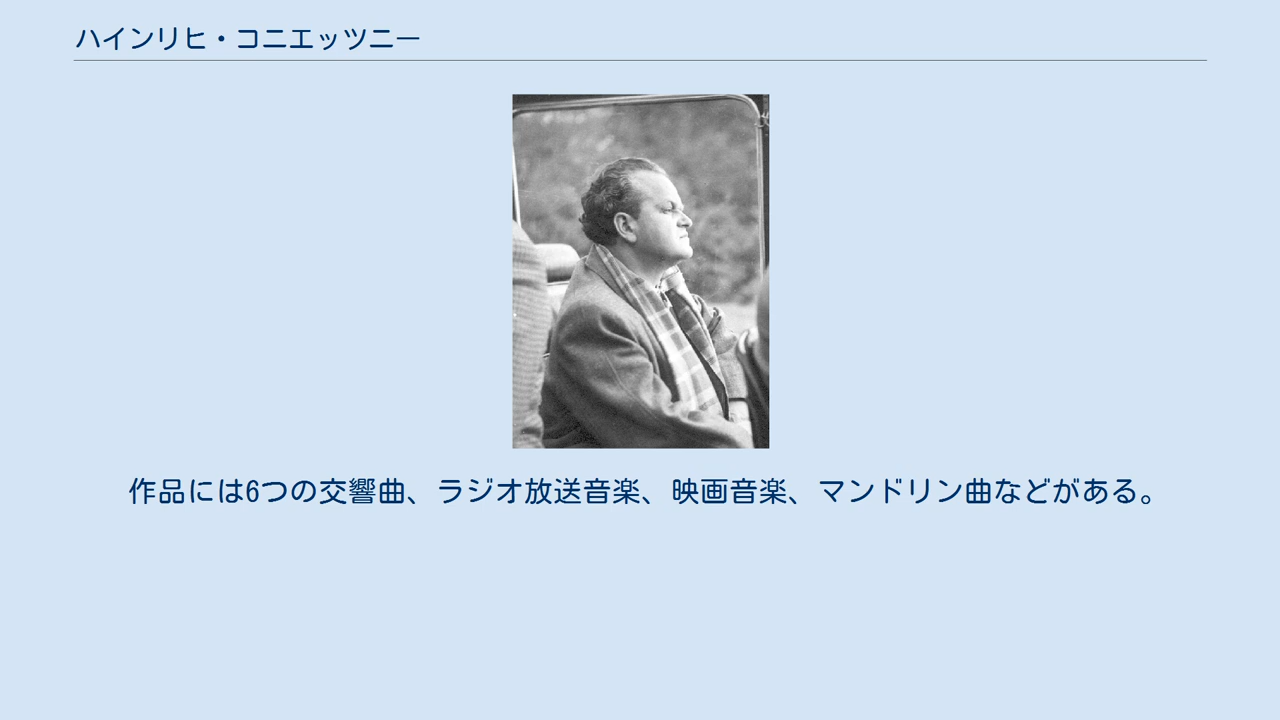 ハインリヒ・コニエッツニー
作品には6つの交響曲、ラジオ放送音楽、映画音楽、マンドリン曲などがある。